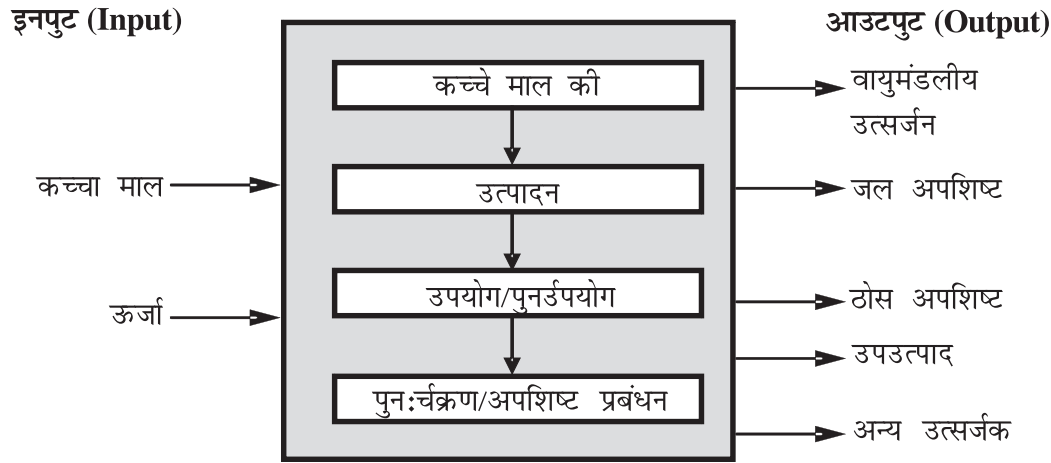 इनपुट (Input)
आउटपुट (Output)
कच्चे माल की
वायुमंडलीय
उत्सर्जन
कच्चा माल
उत्पादन
जल अपशिष्ट
ऊर्जा
उपयोग/पुनर्उपयोग
ठोस अपशिष्ट
उपउत्पाद
पुन:र्चक्रण/अपशिष्ट प्रबंधन
अन्य उत्सर्जक